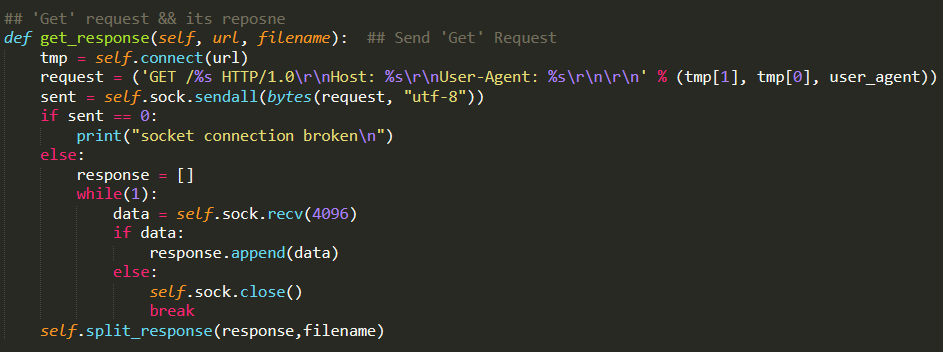 ## 'Get' request && its reposne
def get_response(self, url, filename):  ## Send 'Get' Request
    tmp = self.connect(url)
    request = ('GET /%s HTTP/1.0\r\nHost: %s\r\nUser-Agent: %s\r\n\r\n' % (tmp[1], tmp[0], user_agent))
    sent = self.sock.sendall(bytes(request, "utf-8"))
    if sent == 0:
        print("socket connection broken\n")
    else:
        response = []
        while(1):
            data = self.sock.recv(4096)
            if data:
                response.append(data)
            else:
                self.sock.close()
                break
    self.split_response(response,filename)